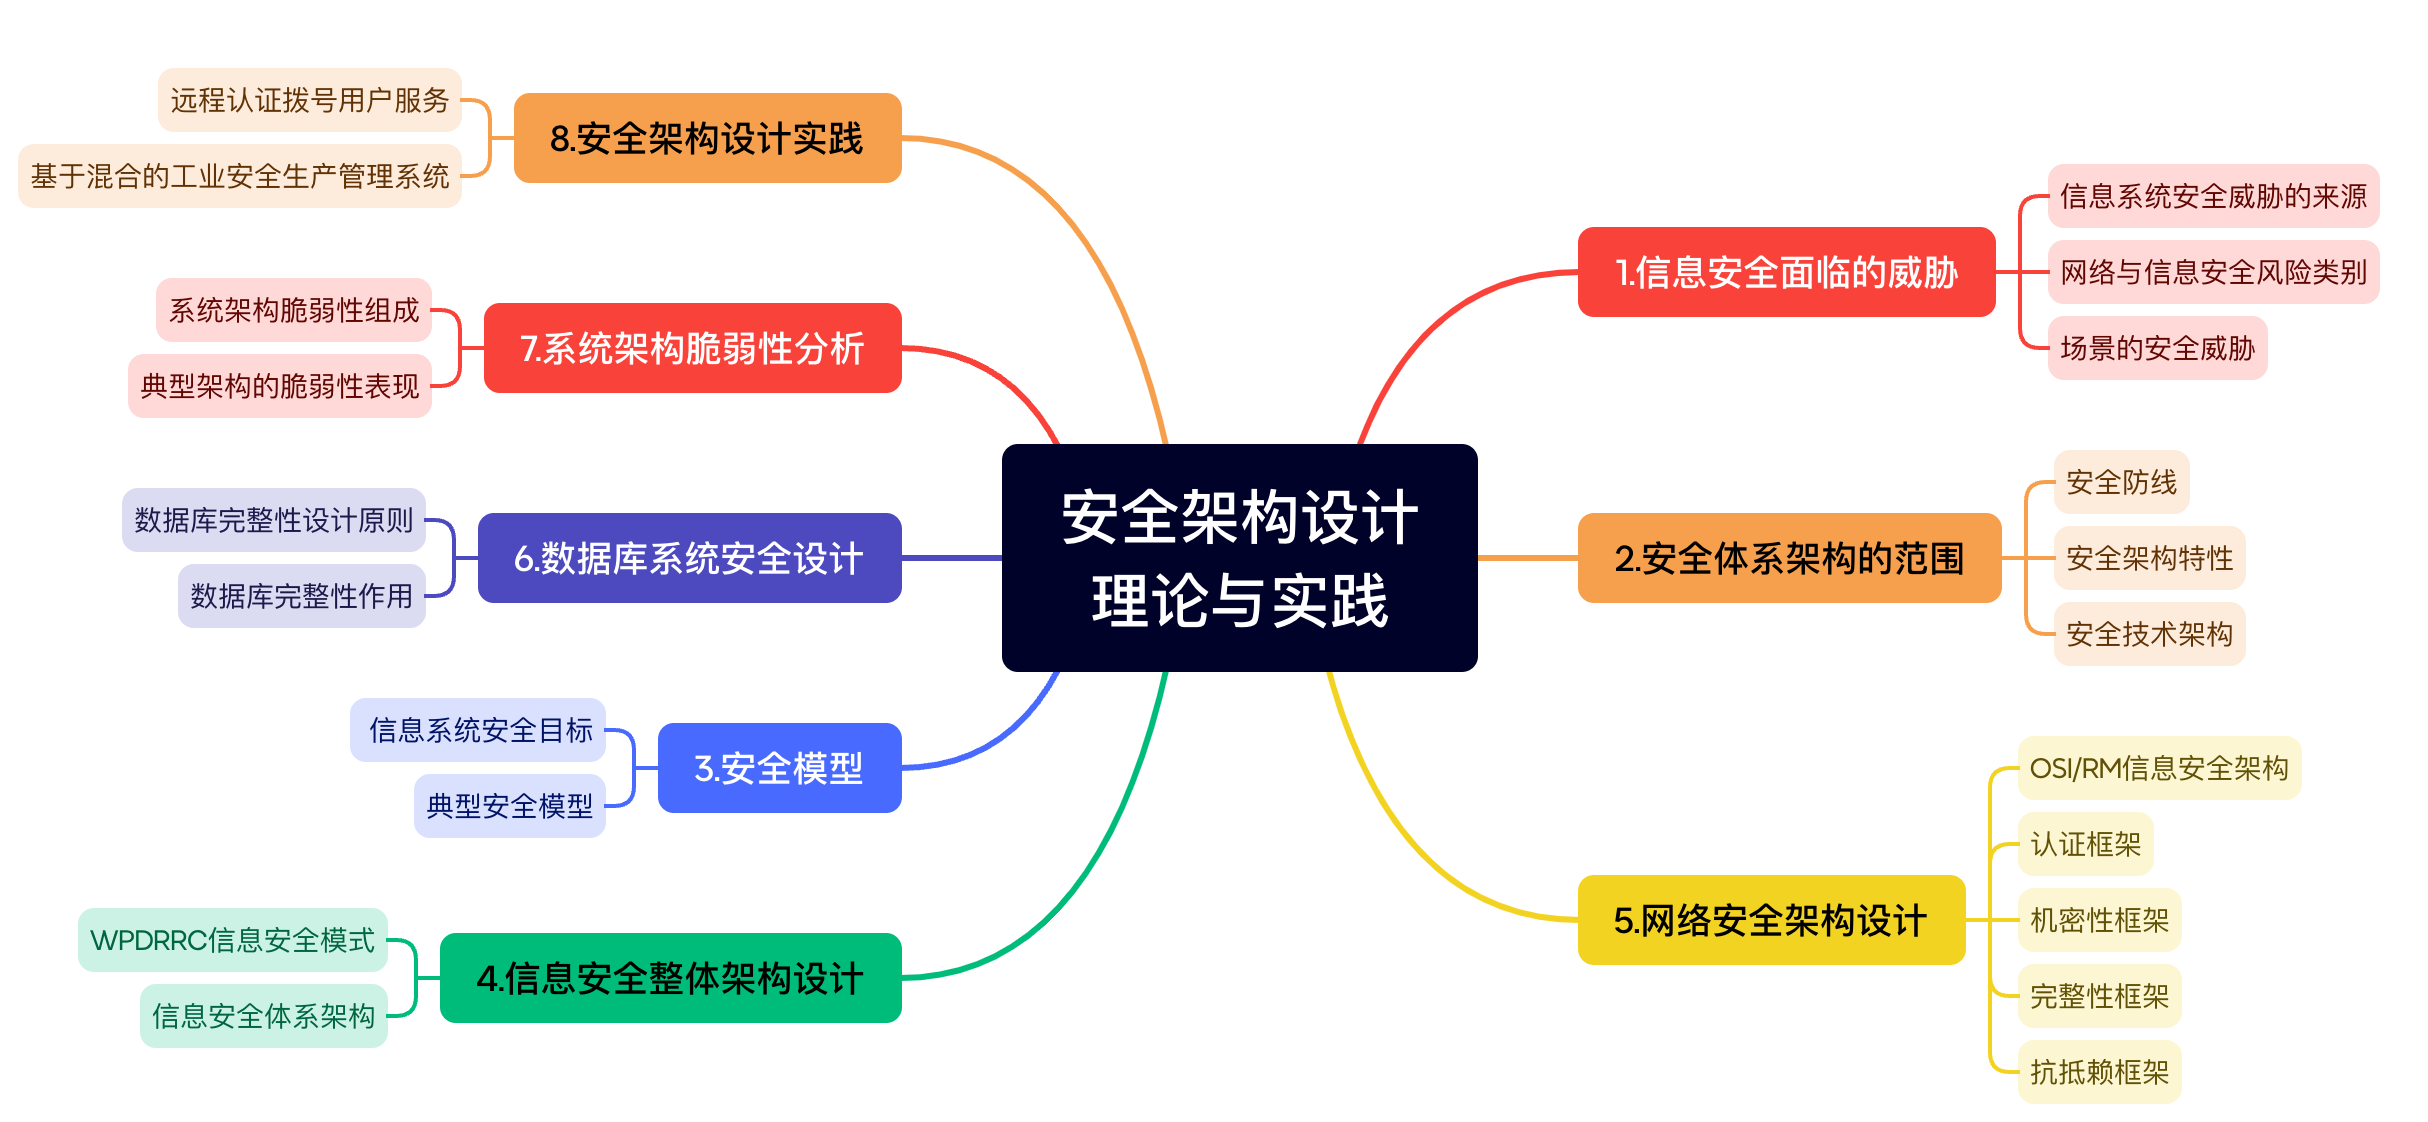 安全架构设计
理论与实践
1.信息安全面临的威胁
信息系统安全威胁的来源
网络与信息安全风险类别
场景的安全威胁
2.安全体系架构的范围
安全防线
安全架构特性
安全技术架构
3.安全模型
信息系统安全目标
典型安全模型
4.信息安全整体架构设计
WPDRRC信息安全模式
信息安全体系架构
5.网络安全架构设计
OSI/RM信息安全架构
认证框架
机密性框架
完整性框架
抗抵赖框架
6.数据库系统安全设计
数据库完整性设计原则
数据库完整性作用
7.系统架构脆弱性分析
系统架构脆弱性组成
典型架构的脆弱性表现
8.安全架构设计实践
远程认证拨号用户服务
基于混合的工业安全生产管理系统